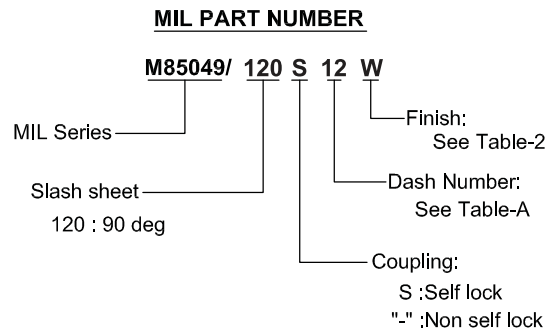 MIL PART NUMBER
M85049/ 120 S 12 W
MIL Series
Finish:
See Table-2
Slash sheet
120 : 90 deg
Dash Number:
See Table-A
Coupling:
S :Self lock
"-" :Non self lock